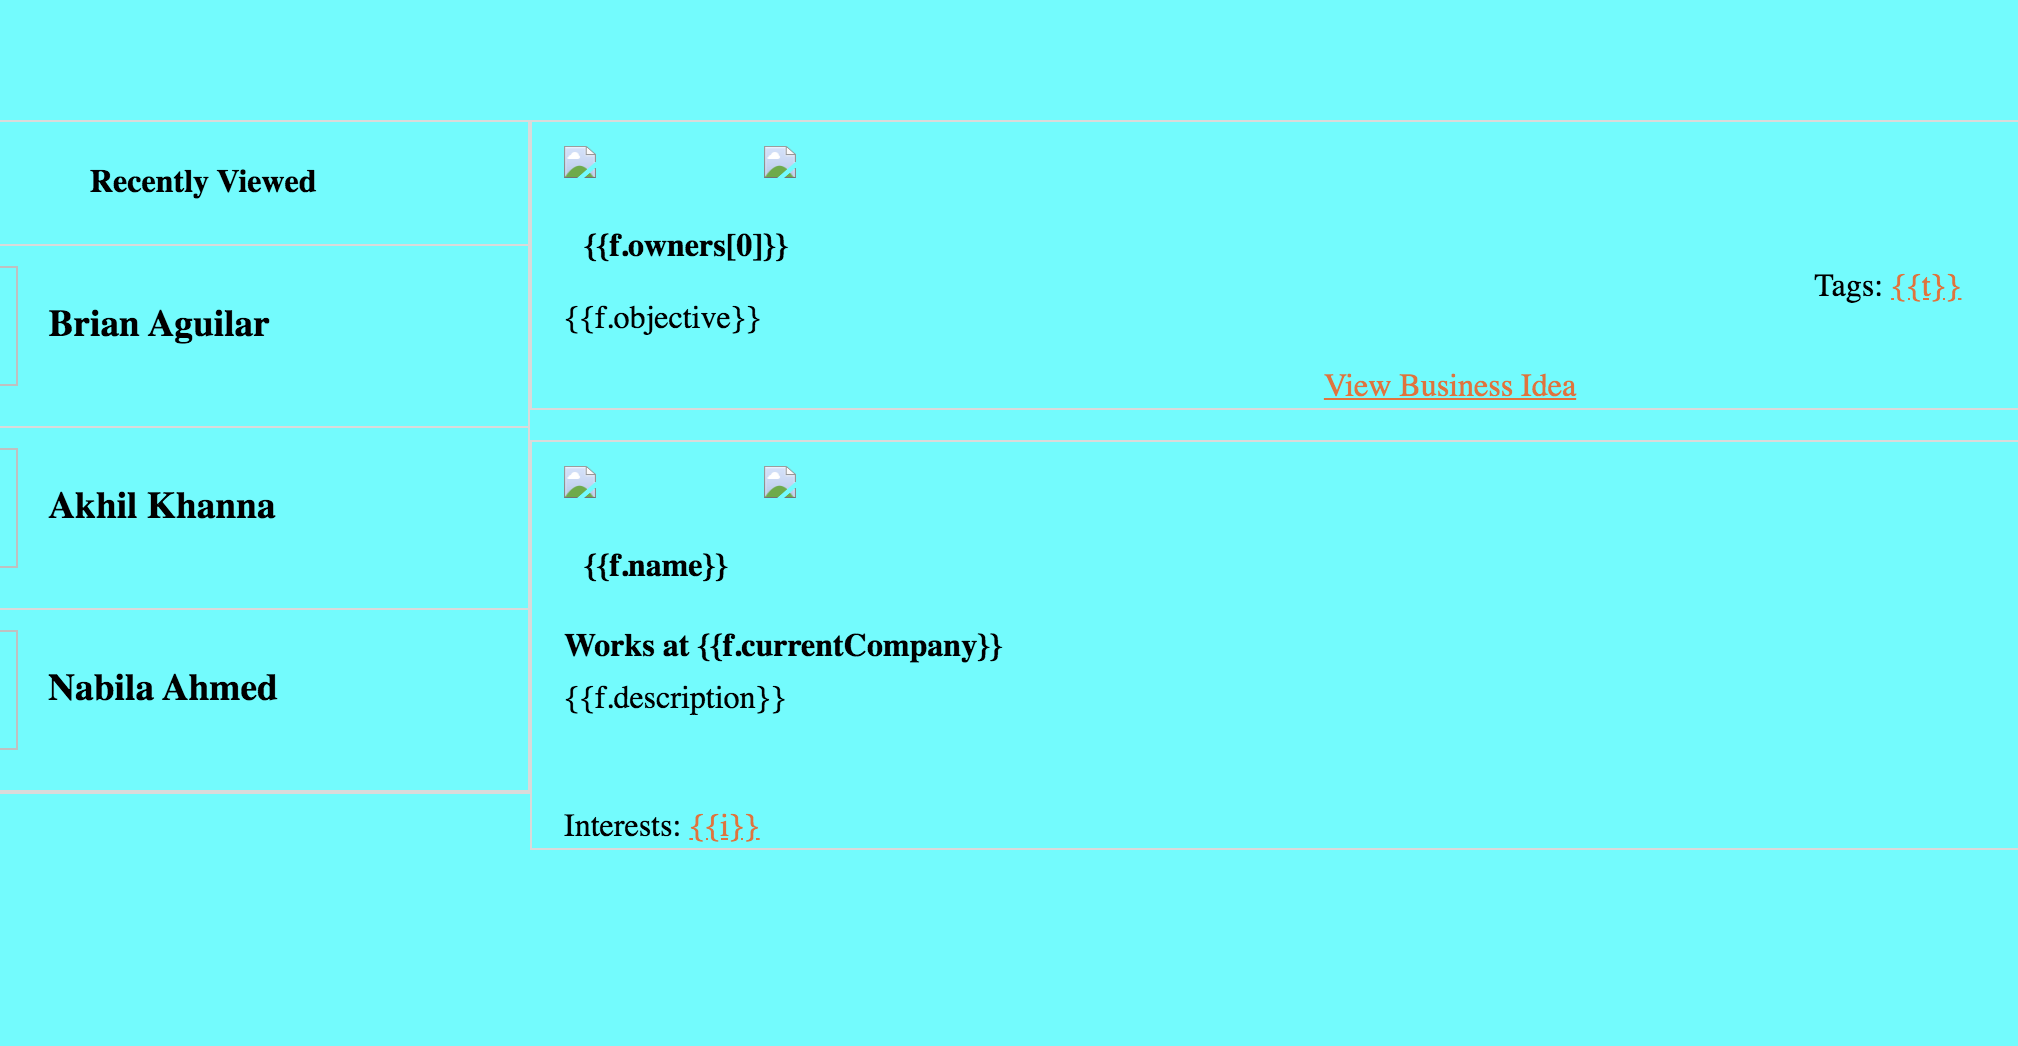 Recently Viewed
Brian Aguilar
Akhil Khanna
Nabila Ahmed
{{f.owners[0]}}
{{f.objective}}
Tags: {{t}}
View Business Idea
{{f.name}}
Works at {{f.currentCompany}}
{{f.description}}
Interests: {{i}}